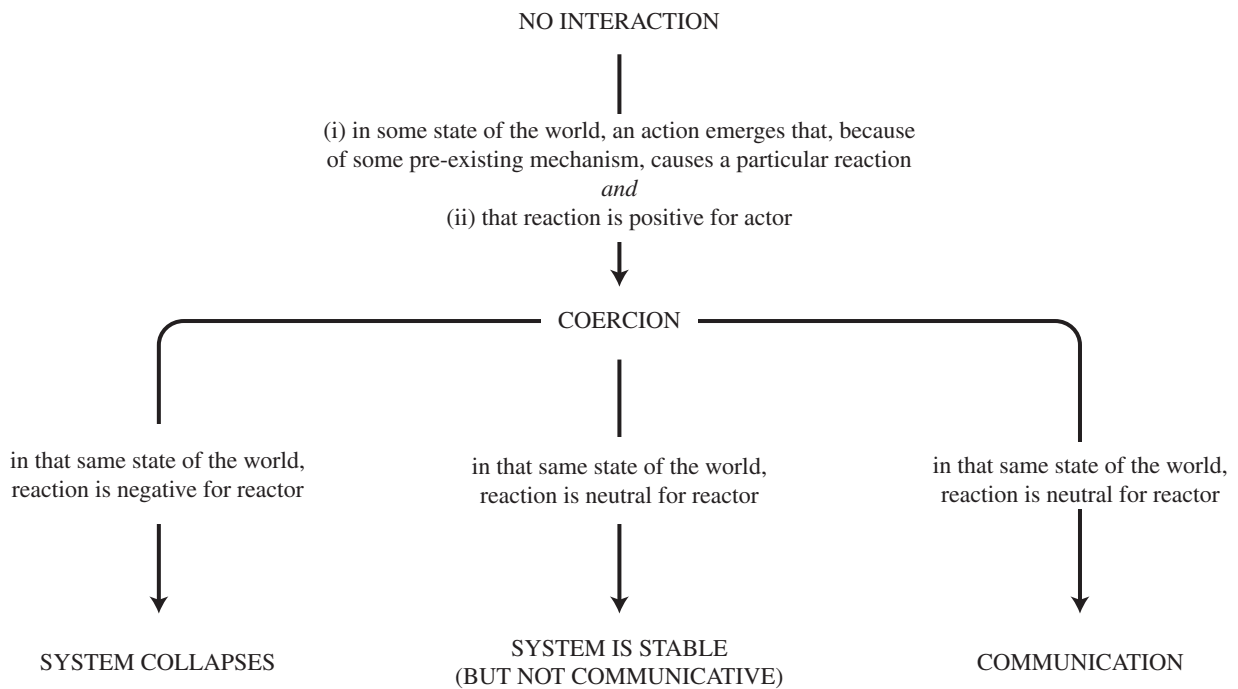 NO INTERACTION
(i) in some state of the world, an action emerges that, because
of some pre-existing mechanism, causes a particular reaction
and
(ii) that reaction is positive for actor
COERCION
in that same state of the world,
reaction is negative for reactor
in that same state of the world,
reaction is neutral for reactor
in that same state of the world,
reaction is neutral for reactor
SYSTEM COLLAPSES
SYSTEM IS STABLE
(BUT NOT COMMUNICATIVE)
COMMUNICATION